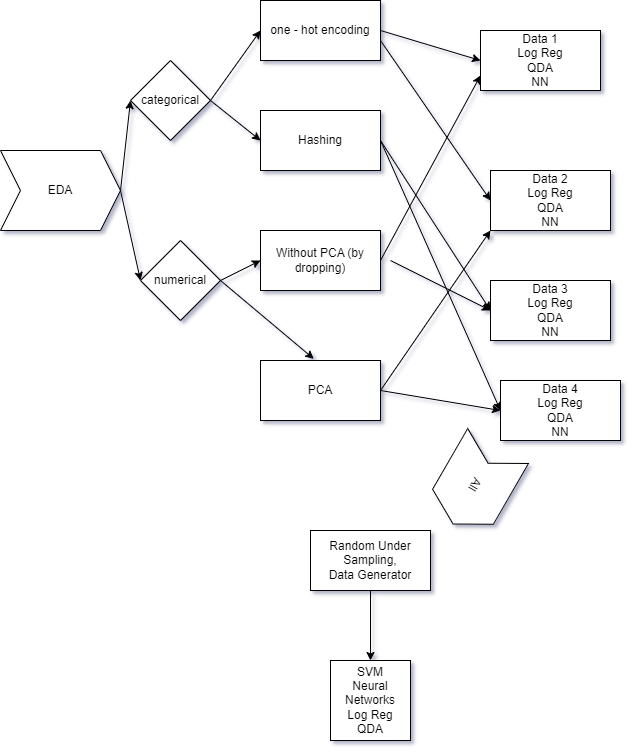 one - hot encoding
Data 1
Log Reg
QDA
NN
categorical
Hashing
EDA
Data 2
Log Reg
QDA
NN
Without PCA (by
dropping)
numerical
Data 3
Log Reg
QDA
NN
PCA
Data 4
Log Reg
QDA
NN
All
Random Under
Sampling,
Data Generator
SVM
Neural
Networks
Log Reg
QDA